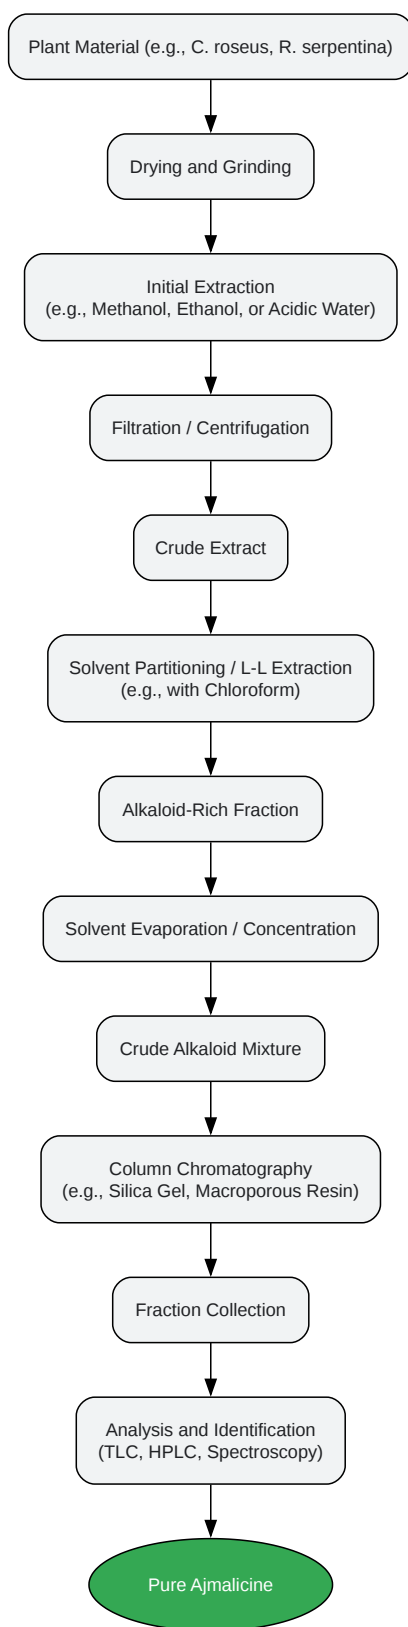 Plant Material (e.g., C. roseus, R. serpentina)
Drying and Grinding
Initial Extraction
(e.g., Methanol, Ethanol, or Acidic Water)
Filtration / Centrifugation
Crude Extract
Solvent Partitioning / L-L Extraction
(e.g., with Chloroform)
Alkaloid-Rich Fraction
Solvent Evaporation / Concentration
Crude Alkaloid Mixture
Column Chromatography
(e.g., Silica Gel, Macroporous Resin)
Fraction Collection
Analysis and Identification
(TLC, HPLC, Spectroscopy)
Pure Ajmalicine